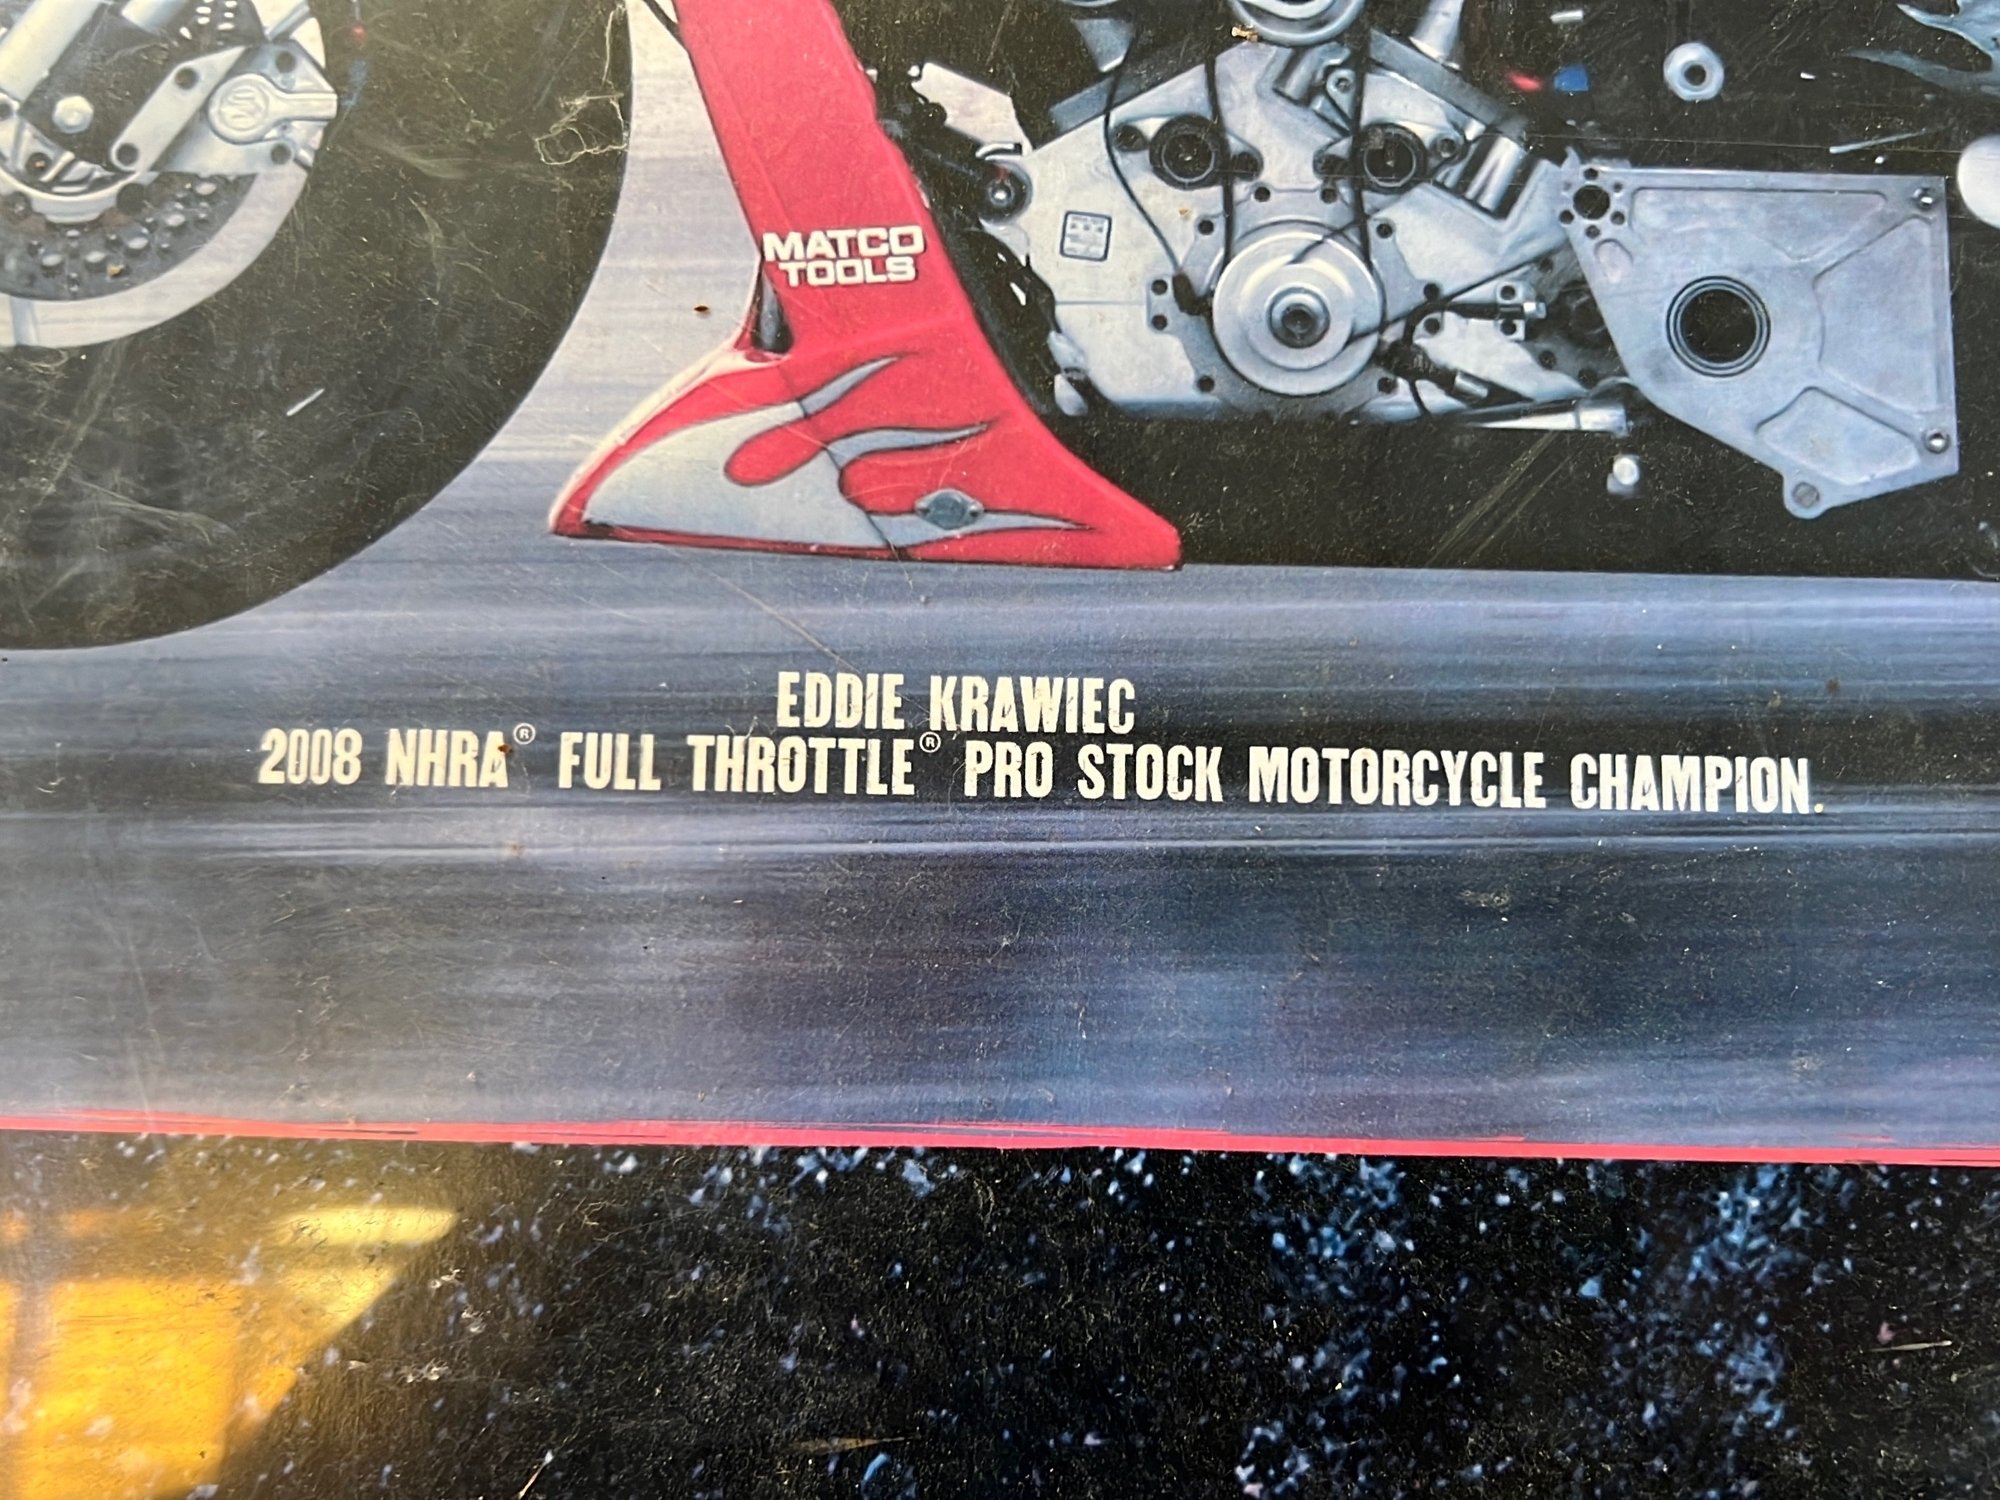 MATCO
TOOLS
EDDIE KRAWIEC
2008 NHRA® FULL THROTTLE® PRO STOCK MOTORCYCLE CHAMPION.